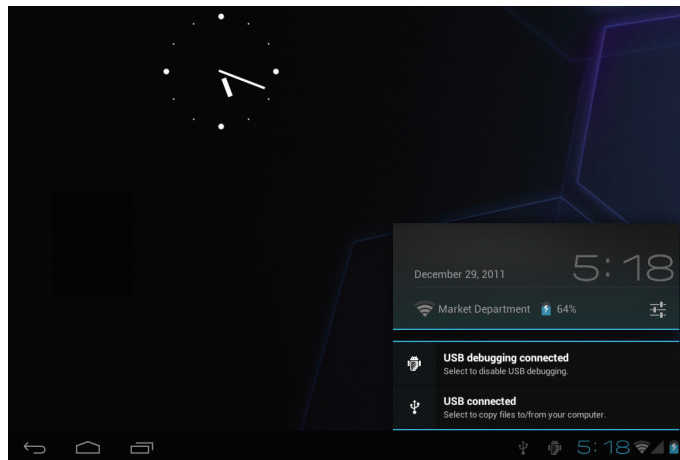 5:18
December 29, 2011
Market Department 64%
USB debugging connected
Select to disable USB debugging.
USB connected
Select to copy files to/from your computer.
5:18